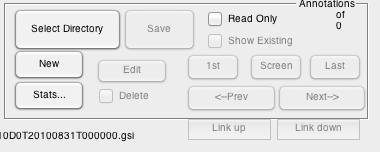 Annotations
of
0
Select Directory
Save
Read Only
Show Existing
New
Edit
1st
Screen
Last
Stats...
Delete
<--Prev
Next-->
Link up
Link down
10D0T20100831T000000.gsi